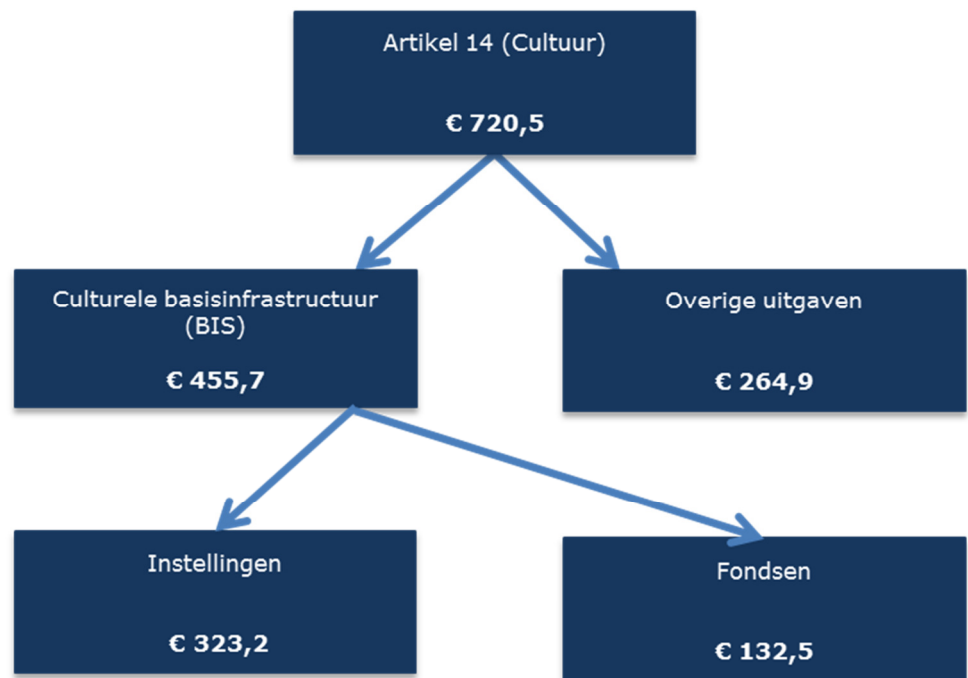 Artikel 14 (Cultuur)
€ 720,5
Culturele basisinfrastructuur
(BIS)
€ 455,7
Overige uitgaven
€ 264,9
Instellingen
€ 323,2
Fondsen
€ 132,5